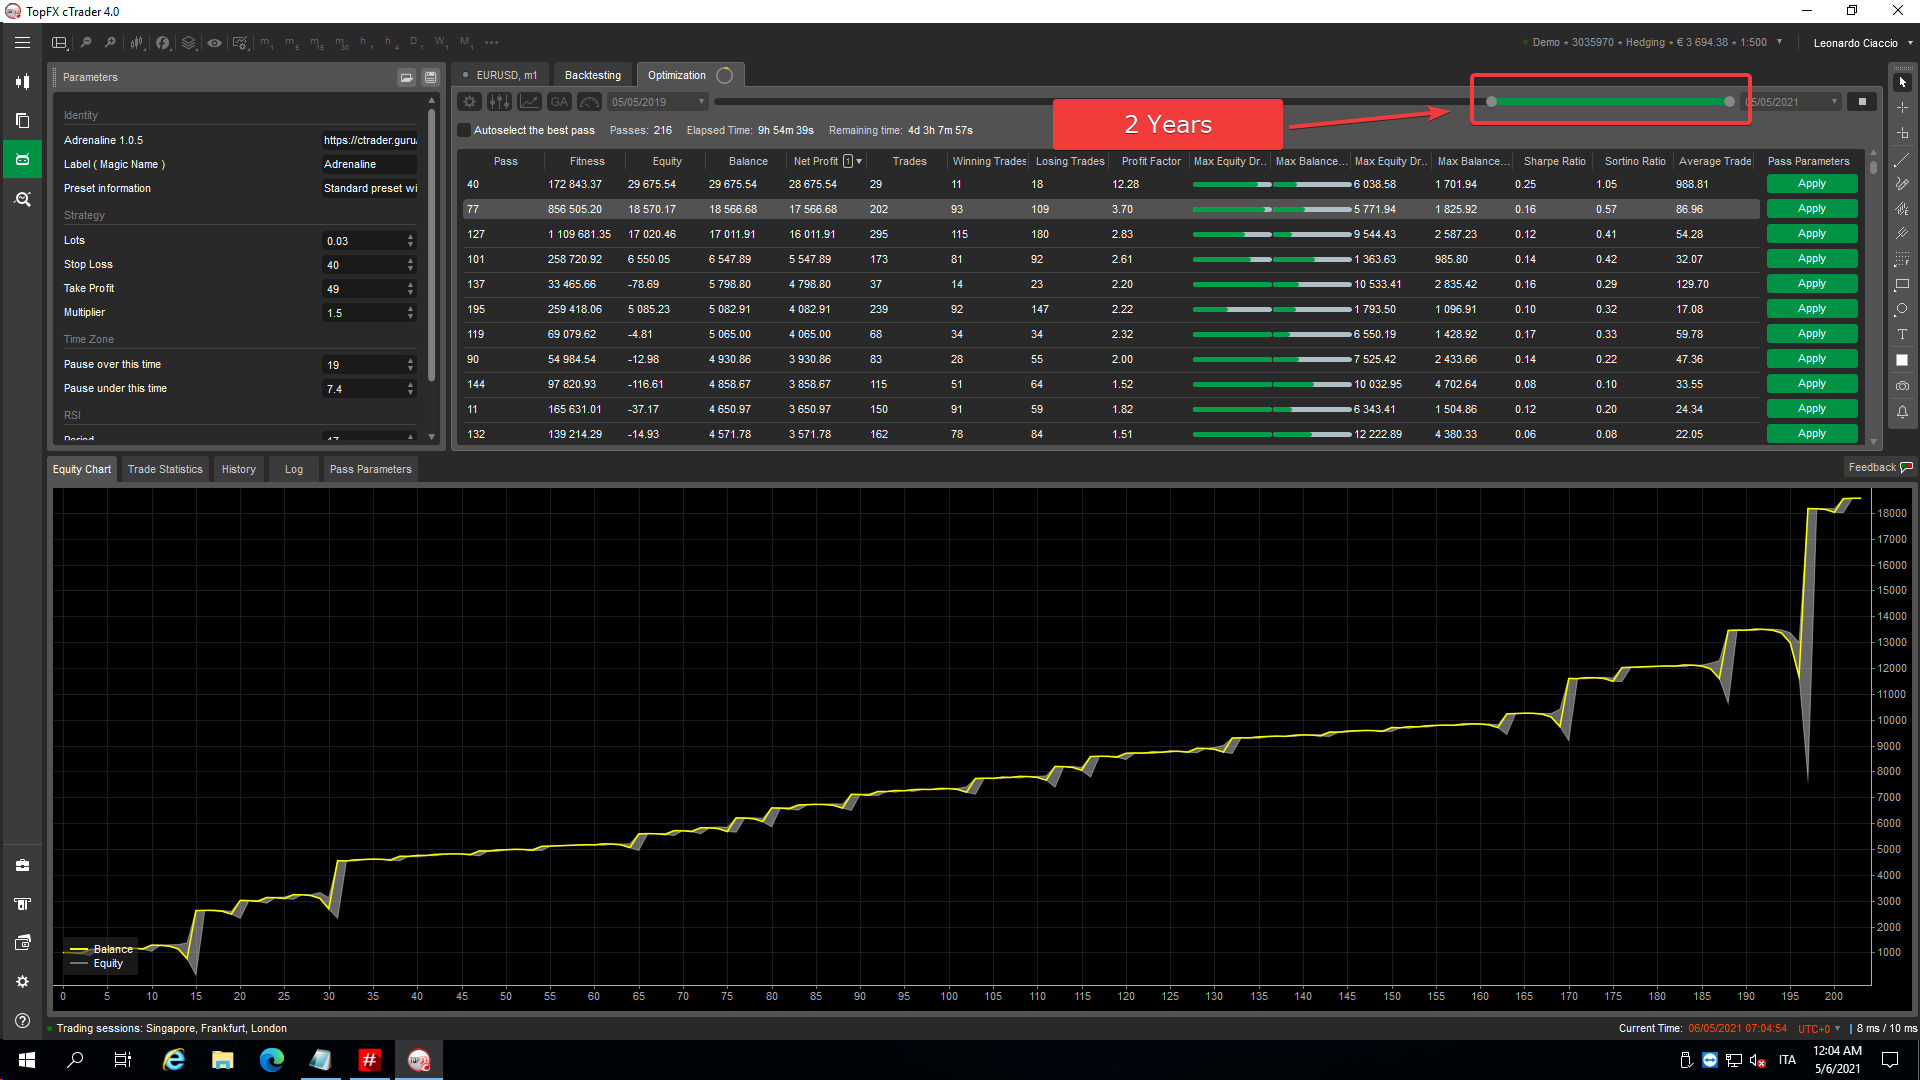 TopFX cTrader 4.0
m1 m5 m15 m30 h1 h4 D1 W1 M1
Demo • 3035970 • Hedging • € 3 694.38 • 1:500
Leonardo Ciaccio
Parameters
Identity
Adrenaline 1.0.5 https://ctrader.guru/
Label ( Magic Name ) Adrenaline
Preset information Standard preset wi
Strategy
Lots 0.03
Stop Loss 40
Take Profit 49
Multiplier 1.5
Time Zone
Pause over this time 19
Pause under this time 7.4
RSI
Period 17
EURUSD, m1 Backtesting Optimization
GA 05/05/2019 05/05/2021
2 Years
Autoselect the best pass Passes: 216 Elapsed Time: 9h 54m 39s Remaining time: 4d 3h 7m 57s
Pass Fitness Equity Balance Net Profit 1 Trades Winning Trades Losing Trades Profit Factor Max Equity Dr... Max Balance... Max Equity Dr... Max Balance... Sharpe Ratio Sortino Ratio Average Trade Pass Parameters
40 172 843.37 29 675.54 29 675.54 28 675.54 29 11 18 12.28 6 038.58 1 701.94 0.25 1.05 988.81 Apply
77 856 505.20 18 570.17 18 566.68 17 566.68 202 93 109 3.70 5 771.94 1 825.92 0.16 0.57 86.96 Apply
127 1 109 681.35 17 020.46 17 011.91 16 011.91 295 115 180 2.83 9 544.43 2 587.23 0.12 0.41 54.28 Apply
101 258 720.92 6 550.05 6 547.89 5 547.89 173 81 92 2.61 1 363.63 985.80 0.14 0.42 32.07 Apply
137 33 465.66 -78.69 5 798.80 4 798.80 37 14 23 2.20 10 533.41 2 835.42 0.16 0.29 129.70 Apply
195 259 418.06 5 085.23 5 082.91 4 082.91 239 92 147 2.22 1 793.50 1 096.91 0.10 0.32 17.08 Apply
119 69 079.62 -4.81 5 065.00 4 065.00 68 34 34 2.32 6 550.19 1 428.92 0.17 0.33 59.78 Apply
90 54 984.54 -12.98 4 930.86 3 930.86 83 28 55 2.00 7 525.42 2 433.66 0.14 0.22 47.36 Apply
144 97 820.93 -116.61 4 858.67 3 858.67 115 51 64 1.52 10 032.95 4 702.64 0.08 0.10 33.55 Apply
11 165 631.01 -37.17 4 650.97 3 650.97 150 91 59 1.82 6 343.41 1 504.86 0.12 0.20 24.34 Apply
132 139 214.29 -14.93 4 571.78 3 571.78 162 78 84 1.51 12 222.89 4 380.33 0.06 0.08 22.05 Apply
Equity Chart Trade Statistics History Log Pass Parameters
Feedback
18000
17000
16000
15000
14000
13000
12000
11000
10000
9000
8000
7000
6000
5000
4000
3000
2000
1000
Balance
Equity
0 5 10 15 20 25 30 35 40 45 50 55 60 65 70 75 80 85 90 95 100 105 110 115 120 125 130 135 140 145 150 155 160 165 170 175 180 185 190 195 200
Trading sessions: Singapore, Frankfurt, London
Current Time: 06/05/2021 07:04:54 UTC+0 | 8 ms / 10 ms
ITA
12:04 AM
5/6/2021